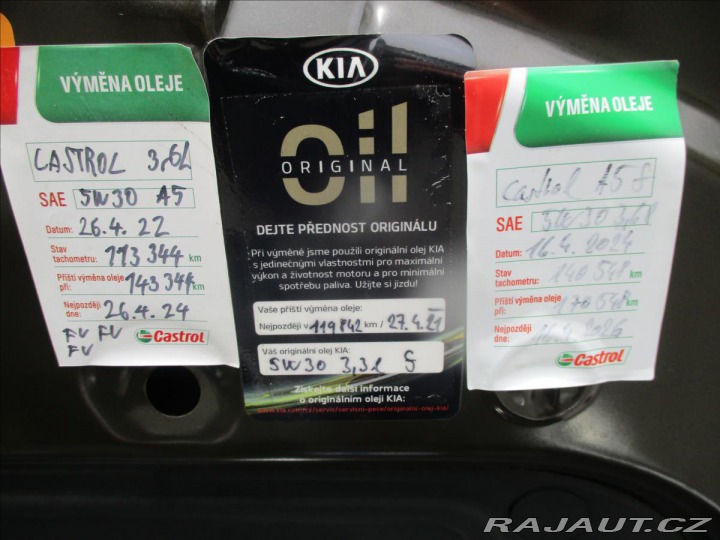 VÝMĚNA OLEJE
CASTROL 3,6L
SAE 5W30 A5
Datum: 26.4.22
Stav
tachometru: 113 344 km
Příští výměna oleje
při: 143 344 km
Nejpozději
dne: 26.4.24
FV FV
FV
Castrol
KIA
Oil
ORIGINAL
DEJTE PŘEDNOST ORIGINÁLU
Při výměně jsme použili originální olej KIA
s jedinečnými vlastnostmi pro maximální
výkon a životnost motoru a pro minimální
spotřebu paliva. Užijte si jízdu!
Vaše příští výměna oleje:
Nejpozději v 119 842 km / 27.4.21
Váš originální olej KIA:
5W30 3,3l
Získejte další informace
o originálním oleji KIA:
VÝMĚNA OLEJE
Castrol A5
SAE 5W30
Datum: 16.4.2024
Stav
tachometru: 140 548 km
Příští výměna oleje
při: 170 548 km
Nejpozději
dne: 16.4.2026
Castrol
RAJAUT.CZ